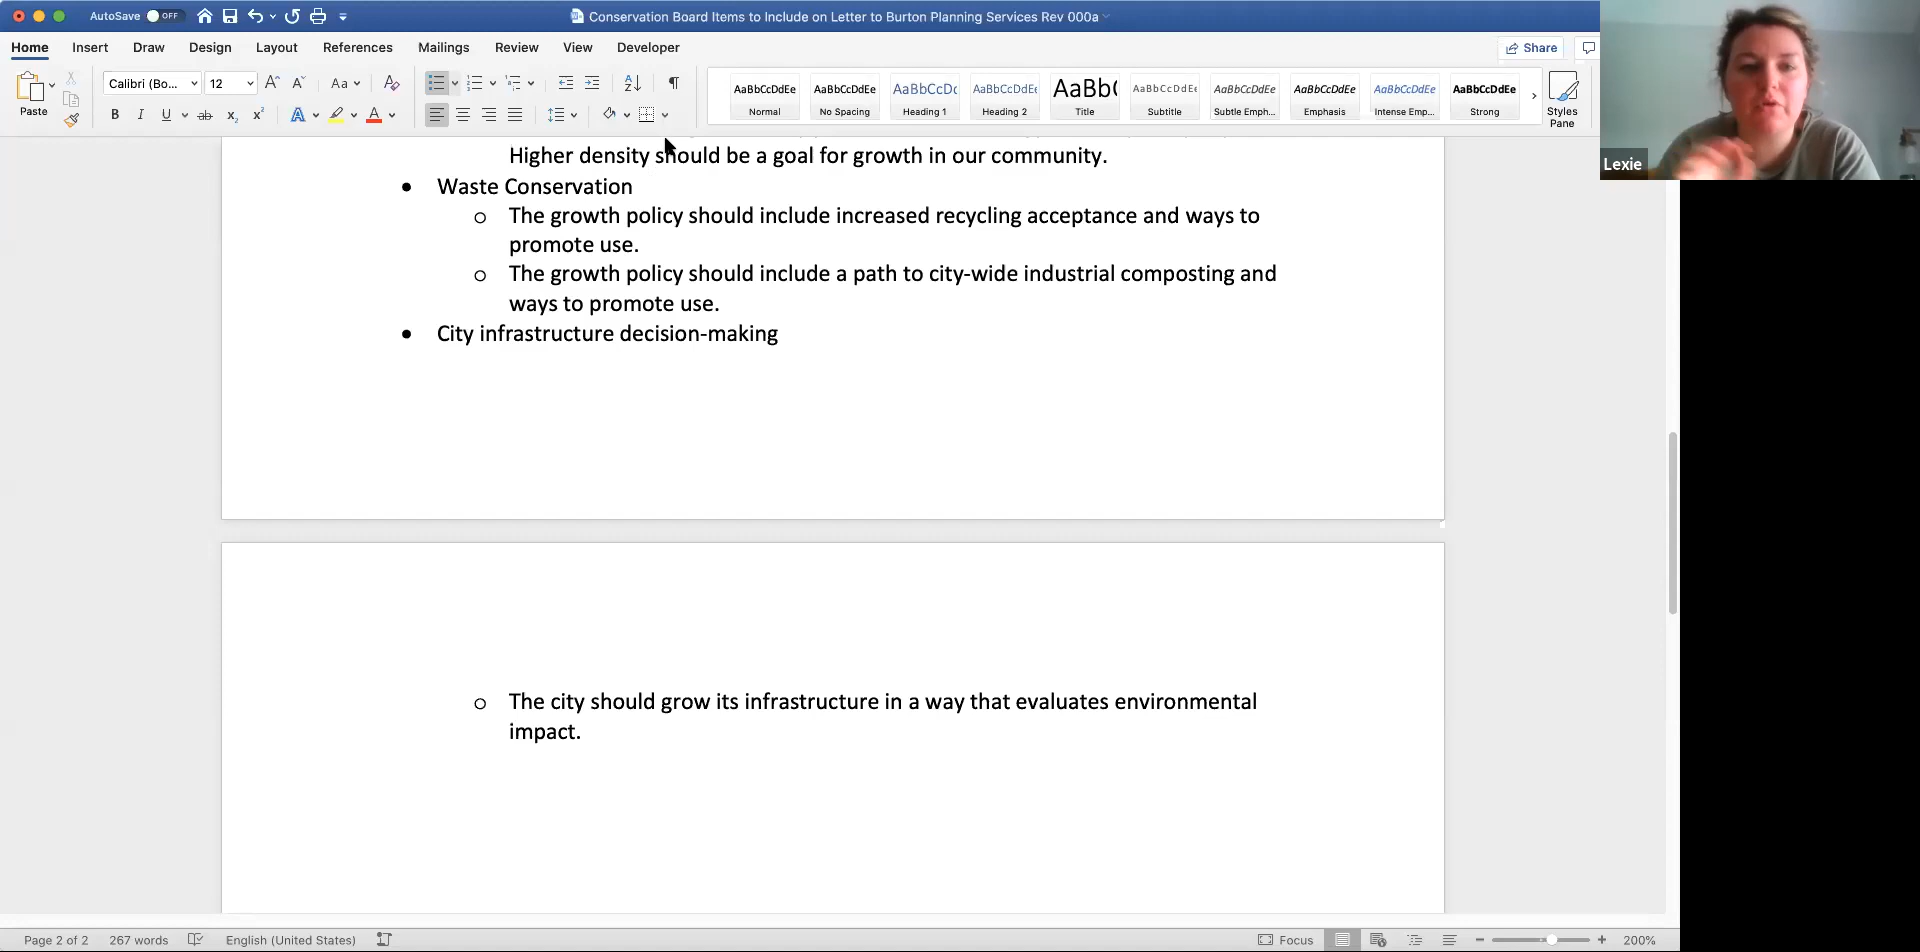 AutoSave OFF
Conservation Board Items to Include on Letter to Burton Planning Services Rev 000a
Home Insert Draw Design Layout References Mailings Review View Developer Share
Paste
Calibri (Bo... 12 Aa
AaBbCcDdEe AaBbCcDdEe AaBbCcDc AaBbCcDdEe AaBb( AaBbCcDdEe AaBbCcDdEe AaBbCcDdEe AaBbCcDdEe AaBbCcDdEe
Normal No Spacing Heading 1 Heading 2 Title Subtitle Subtle Emph... Emphasis Intense Emp... Strong
Styles
Pane
Lexie
Higher density should be a goal for growth in our community.
• Waste Conservation
o The growth policy should include increased recycling acceptance and ways to
promote use.
o The growth policy should include a path to city-wide industrial composting and
ways to promote use.
• City infrastructure decision-making
o The city should grow its infrastructure in a way that evaluates environmental
impact.
Page 2 of 2 267 words English (United States) Focus 200%